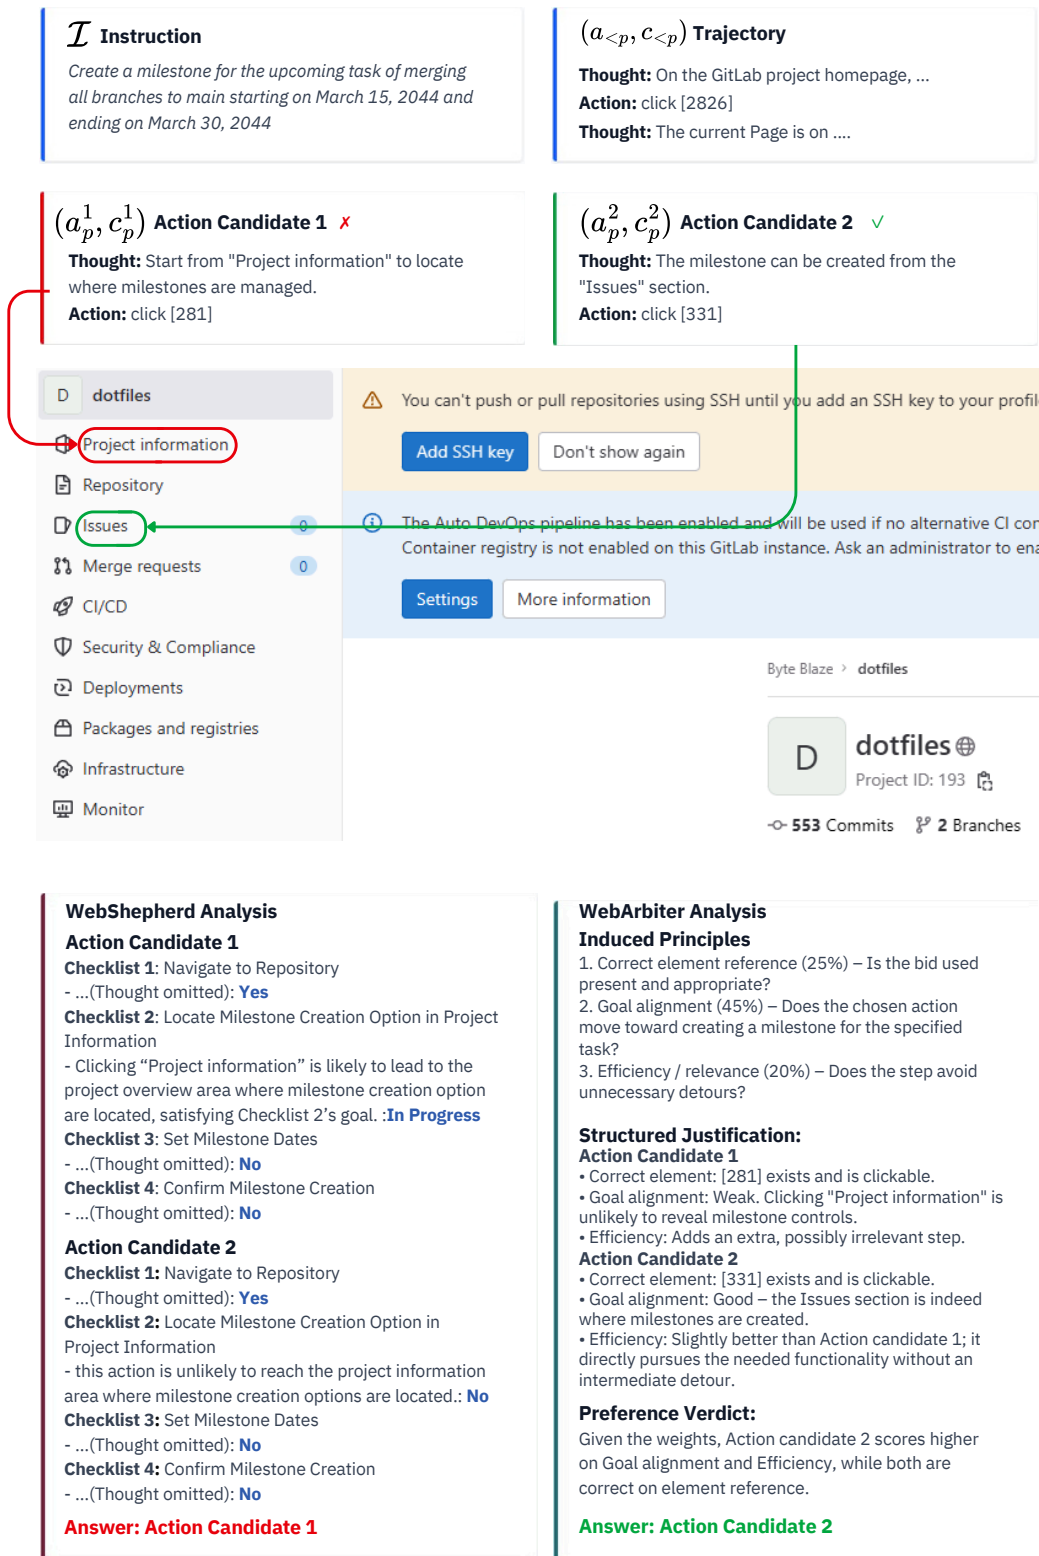 ℐ Instruction
Create a milestone for the upcoming task of merging
all branches to main starting on March 15, 2044 and
ending on March 30, 2044
(a<p, c<p) Trajectory
Thought: On the GitLab project homepage, ...
Action: click [2826]
Thought: The current Page is on ....
(a¹p, c¹p) Action Candidate 1 ✗
Thought: Start from "Project information" to locate
where milestones are managed.
Action: click [281]
(a²p, c²p) Action Candidate 2 ✓
Thought: The milestone can be created from the
"Issues" section.
Action: click [331]
D dotfiles
Project information
Repository
Issues 0
Merge requests 0
CI/CD
Security & Compliance
Deployments
Packages and registries
Infrastructure
Monitor
You can't push or pull repositories using SSH until you add an SSH key to your profil
Add SSH key Don't show again
The Auto DevOps pipeline has been enabled and will be used if no alternative CI con
Container registry is not enabled on this GitLab instance. Ask an administrator to ena
Settings More information
Byte Blaze > dotfiles
D dotfiles
Project ID: 193
553 Commits 2 Branches
WebShepherd Analysis
Action Candidate 1
Checklist 1: Navigate to Repository
- ...(Thought omitted): Yes
Checklist 2: Locate Milestone Creation Option in Project
Information
- Clicking “Project information” is likely to lead to the
project overview area where milestone creation option
are located, satisfying Checklist 2’s goal. :In Progress
Checklist 3: Set Milestone Dates
- ...(Thought omitted): No
Checklist 4: Confirm Milestone Creation
- ...(Thought omitted): No
Action Candidate 2
Checklist 1: Navigate to Repository
- ...(Thought omitted): Yes
Checklist 2: Locate Milestone Creation Option in
Project Information
- this action is unlikely to reach the project information
area where milestone creation options are located.: No
Checklist 3: Set Milestone Dates
- ...(Thought omitted): No
Checklist 4: Confirm Milestone Creation
- ...(Thought omitted): No
Answer: Action Candidate 1
WebArbiter Analysis
Induced Principles
1. Correct element reference (25%) – Is the bid used
present and appropriate?
2. Goal alignment (45%) – Does the chosen action
move toward creating a milestone for the specified
task?
3. Efficiency / relevance (20%) – Does the step avoid
unnecessary detours?
Structured Justification:
Action Candidate 1
• Correct element: [281] exists and is clickable.
• Goal alignment: Weak. Clicking "Project information" is
unlikely to reveal milestone controls.
• Efficiency: Adds an extra, possibly irrelevant step.
Action Candidate 2
• Correct element: [331] exists and is clickable.
• Goal alignment: Good – the Issues section is indeed
where milestones are created.
• Efficiency: Slightly better than Action candidate 1; it
directly pursues the needed functionality without an
intermediate detour.
Preference Verdict:
Given the weights, Action candidate 2 scores higher
on Goal alignment and Efficiency, while both are
correct on element reference.
Answer: Action Candidate 2